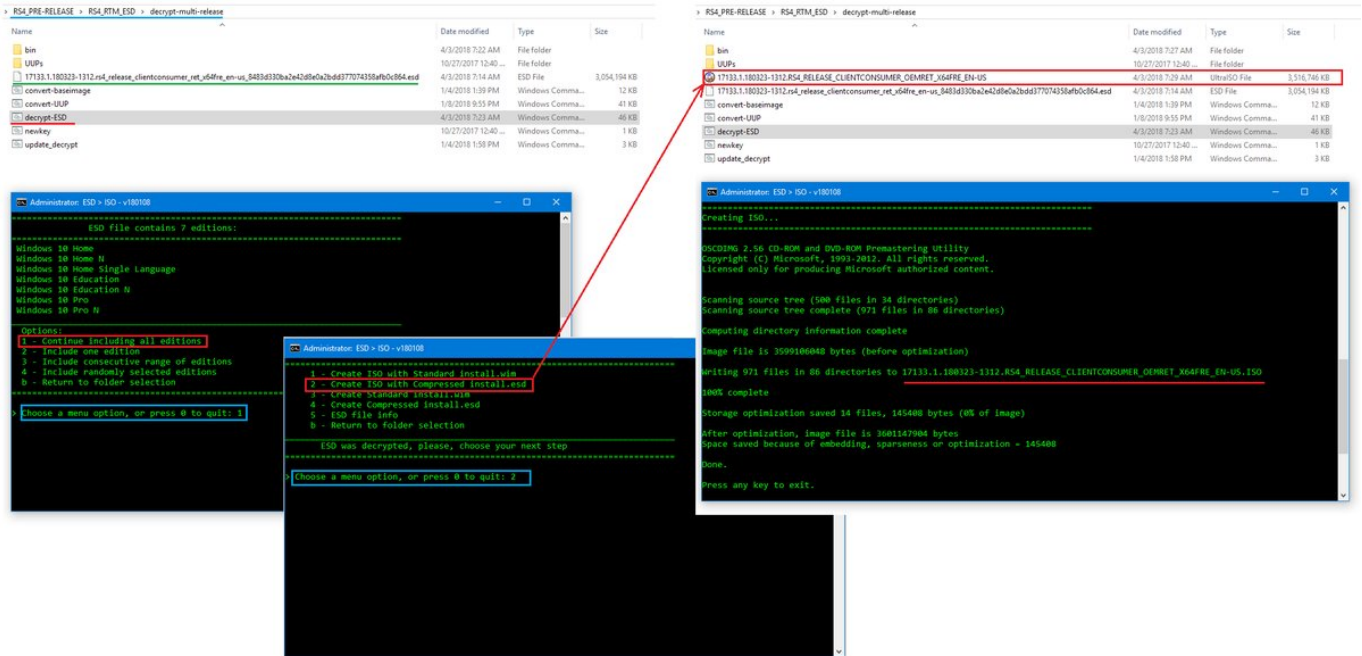 › RS4_PRE-RELEASE › RS4_RTM_ESD › decrypt-multi-release
Name Date modified Type Size
bin 4/3/2018 7:22 AM File folder
UUPs 10/27/2017 12:40 ... File folder
17133.1.180323-1312.rs4_release_clientconsumer_ret_x64fre_en-us_8483d330ba2e42d8e0a2bdd377074358afb0c864.esd 4/3/2018 7:14 AM ESD File 3,054,194 KB
convert-baseimage 1/4/2018 1:39 PM Windows Comma... 12 KB
convert-UUP 1/8/2018 9:55 PM Windows Comma... 41 KB
decrypt-ESD 4/3/2018 7:23 AM Windows Comma... 46 KB
newkey 10/27/2017 12:40 ... Windows Comma... 1 KB
update_decrypt 1/4/2018 1:58 PM Windows Comma... 3 KB
Administrator: ESD > ISO - v180108
ESD file contains 7 editions:
Windows 10 Home
Windows 10 Home N
Windows 10 Home Single Language
Windows 10 Education
Windows 10 Education N
Windows 10 Pro
Windows 10 Pro N
Options:
1 - Continue including all editions
2 - Include one edition
3 - Include consecutive range of editions
4 - Include randomly selected editions
b - Return to folder selection
> Choose a menu option, or press 0 to quit: 1
Administrator: ESD > ISO - v180108
1 - Create ISO with Standard install.wim
2 - Create ISO with Compressed install.esd
3 - Create Standard install.wim
4 - Create Compressed install.esd
5 - ESD file info
b - Return to folder selection
ESD was decrypted, please, choose your next step
> Choose a menu option, or press 0 to quit: 2
› RS4_PRE-RELEASE › RS4_RTM_ESD › decrypt-multi-release
Name Date modified Type Size
bin 4/3/2018 7:27 AM File folder
UUPs 10/27/2017 12:40 ... File folder
17133.1.180323-1312.RS4_RELEASE_CLIENTCONSUMER_OEMRET_X64FRE_EN-US 4/3/2018 7:29 AM UltraISO File 3,516,746 KB
17133.1.180323-1312.rs4_release_clientconsumer_ret_x64fre_en-us_8483d330ba2e42d8e0a2bdd377074358afb0c864.esd 4/3/2018 7:14 AM ESD File 3,054,194 KB
convert-baseimage 1/4/2018 1:39 PM Windows Comma... 12 KB
convert-UUP 1/8/2018 9:55 PM Windows Comma... 41 KB
decrypt-ESD 4/3/2018 7:23 AM Windows Comma... 46 KB
newkey 10/27/2017 12:40 ... Windows Comma... 1 KB
update_decrypt 1/4/2018 1:58 PM Windows Comma... 3 KB
Administrator: ESD > ISO - v180108
Creating ISO...
OSCDIMG 2.56 CD-ROM and DVD-ROM Premastering Utility
Copyright (C) Microsoft, 1993-2012. All rights reserved.
Licensed only for producing Microsoft authorized content.
Scanning source tree (500 files in 34 directories)
Scanning source tree complete (971 files in 86 directories)
Computing directory information complete
Image file is 3599106048 bytes (before optimization)
Writing 971 files in 86 directories to 17133.1.180323-1312.RS4_RELEASE_CLIENTCONSUMER_OEMRET_X64FRE_EN-US.ISO
100% complete
Storage optimization saved 14 files, 145408 bytes (0% of image)
After optimization, image file is 3601147904 bytes
Space saved because of embedding, sparseness or optimization = 145408
Done.
Press any key to exit.